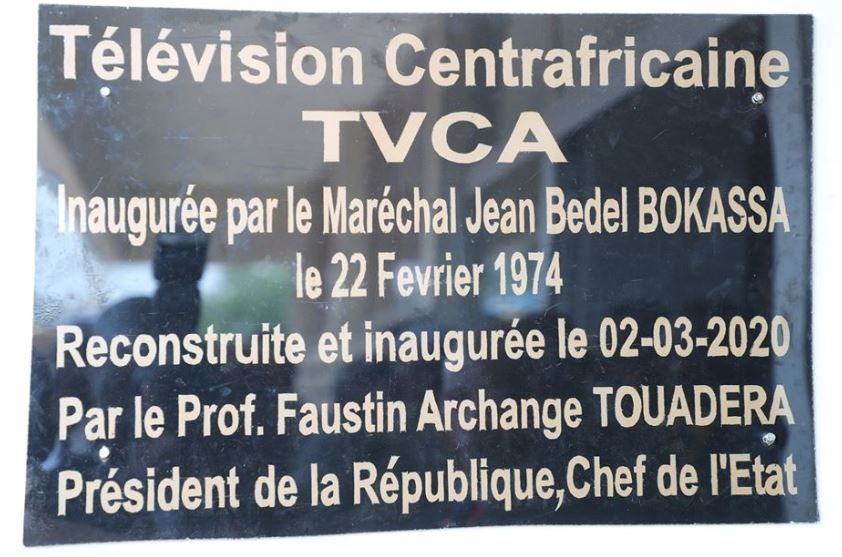 Télévision Centrafricaine
TVCA
Inaugurée par le Maréchal Jean Bedel BOKASSA
le 22 Fevrier 1974
Reconstruite et inaugurée le 02-03-2020
Par le Prof. Faustin Archange TOUADERA
Président de la République,Chef de l'Etat